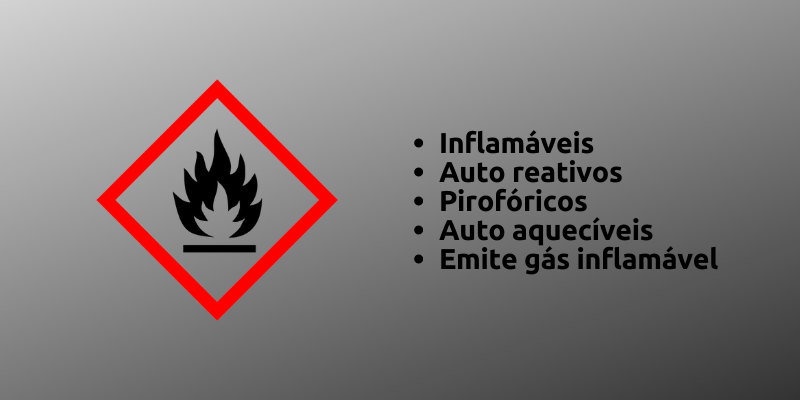 • Inflamáveis
• Auto reativos
• Pirofóricos
• Auto aquecíveis
• Emite gás inflamável